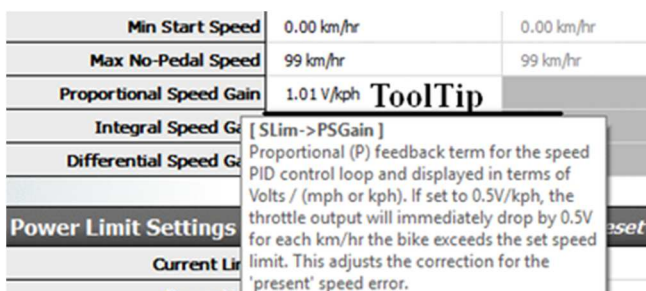 Min Start Speed 0.00 km/hr 0.00 km/hr
Max No-Pedal Speed 99 km/hr 99 km/hr
Proportional Speed Gain 1.01 V/kph ToolTip
Integral Speed Ga [ SLim->PSGain ]
Proportional (P) feedback term for the speed
Differential Speed Ga PID control loop and displayed in terms of
Volts / (mph or kph). If set to 0.5V/kph, the
Power Limit Settings throttle output will immediately drop by 0.5V eset
for each km/hr the bike exceeds the set speed
Current Lir limit. This adjusts the correction for the
'present' speed error.